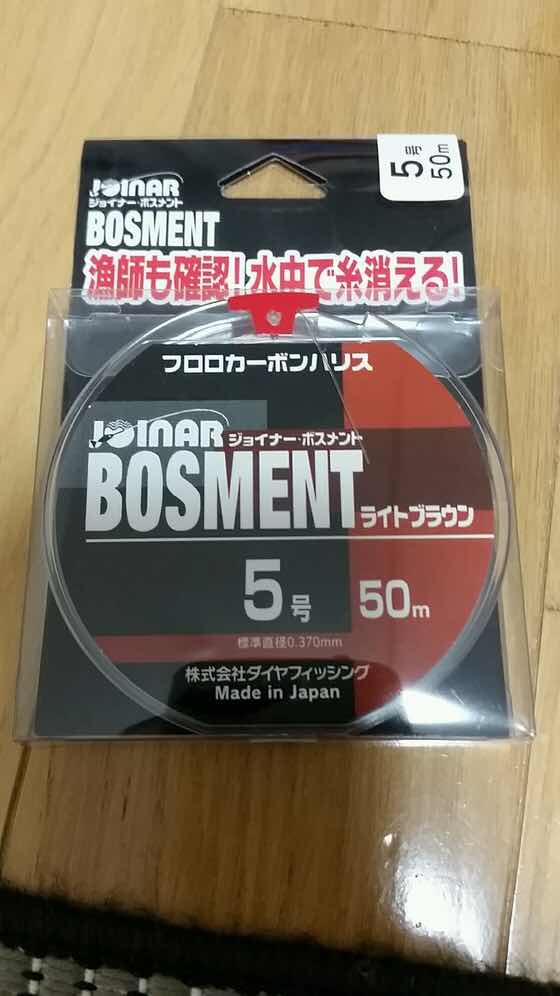 5号
50m
JOINAR
ジョイナー・ボスメント
BOSMENT
漁師も確認！水中で糸消える！
フロロカーボンハリス
JOINAR ジョイナー・ボスメント
BOSMENT ライトブラウン
5号 50m
標準直径0.370mm
株式会社ダイヤフィッシング
Made in Japan